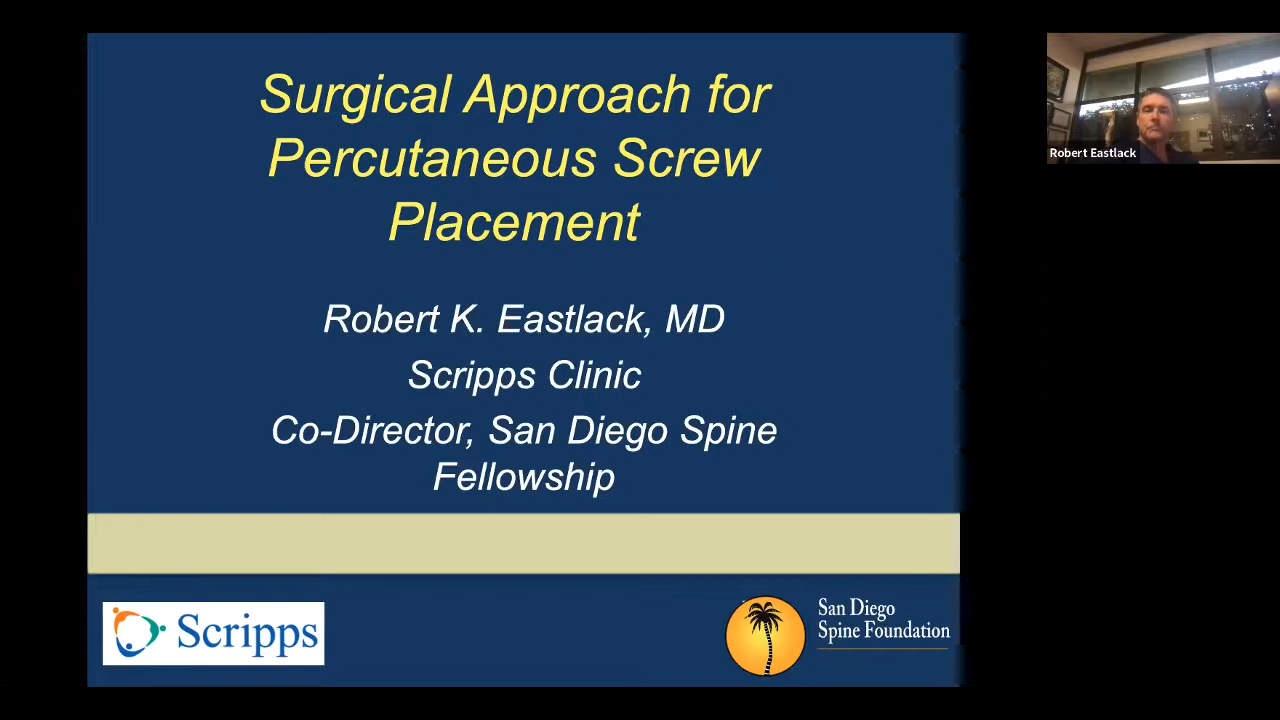 Surgical Approach for
Percutaneous Screw
Placement
Robert K. Eastlack, MD
Scripps Clinic
Co-Director, San Diego Spine
Fellowship
Scripps
San Diego
Spine Foundation
Robert Eastlack